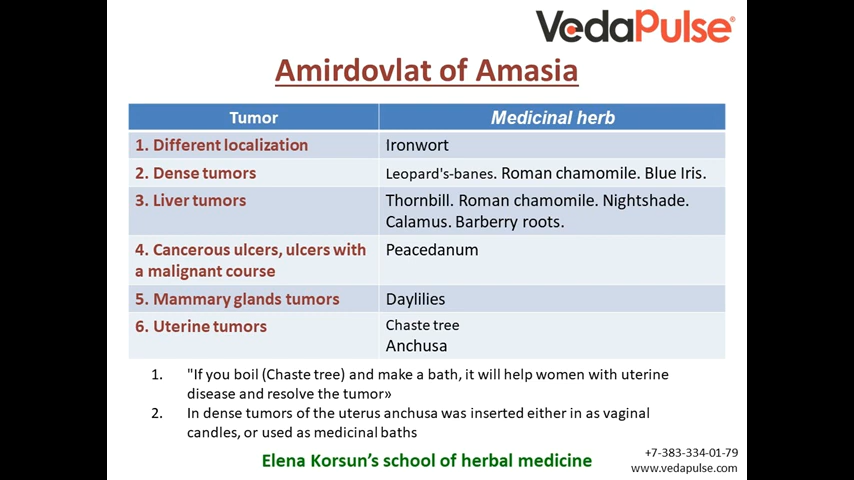 VedaPulse®
Amirdovlat of Amasia
Tumor Medicinal herb
1. Different localization Ironwort
2. Dense tumors Leopard's-banes. Roman chamomile. Blue Iris.
3. Liver tumors Thornbill. Roman chamomile. Nightshade.
Calamus. Barberry roots.
4. Cancerous ulcers, ulcers with Peacedanum
a malignant course
5. Mammary glands tumors Daylilies
6. Uterine tumors Chaste tree
Anchusa
1. "If you boil (Chaste tree) and make a bath, it will help women with uterine
disease and resolve the tumor»
2. In dense tumors of the uterus anchusa was inserted either in as vaginal
candles, or used as medicinal baths
Elena Korsun's school of herbal medicine
+7-383-334-01-79
www.vedapulse.com